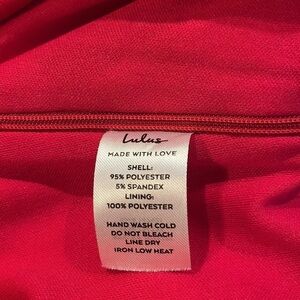 Lulus
MADE WITH LOVE
SHELL:
95% POLYESTER
5% SPANDEX
LINING:
100% POLYESTER
HAND WASH COLD
DO NOT BLEACH
LINE DRY
IRON LOW HEAT